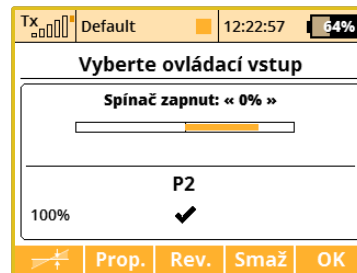 Tx Default 12:22:57 64%
Vyberte ovládací vstup
Spínač zapnut: « 0% »
P2
100%
Prop. Rev. Smaž OK